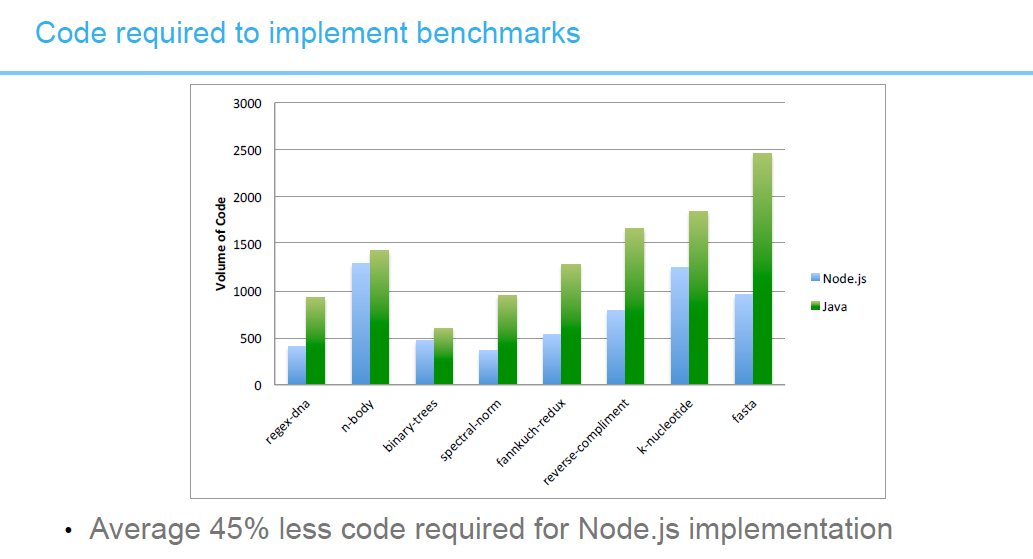 Code required to implement benchmarks
3000
2500
2000
1500
1000
500
0
Volume of Code
regex-dna
n-body
binary-trees
spectral-norm
fannkuch-redux
reverse-compliment
k-nucleotide
fasta
Node.js
Java
• Average 45% less code required for Node.js implementation